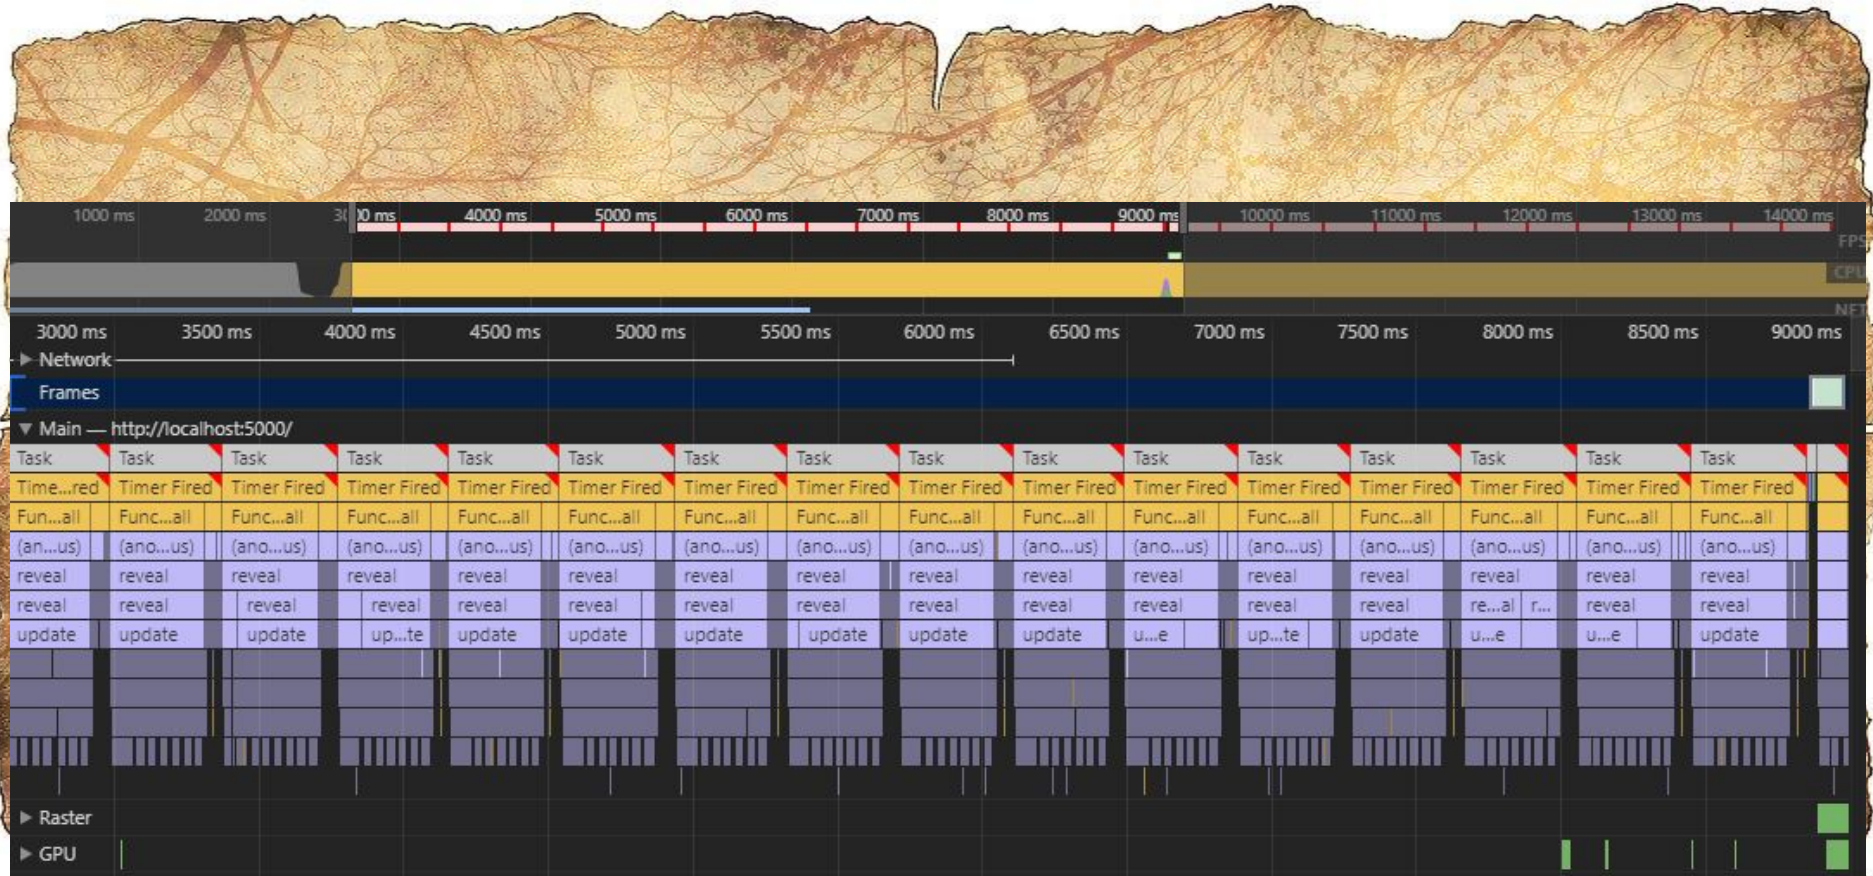 1000 ms 2000 ms 3000 ms 4000 ms 5000 ms 6000 ms 7000 ms 8000 ms 9000 ms 10000 ms 11000 ms 12000 ms 13000 ms 14000 ms
FPS
CPU
NET
3000 ms 3500 ms 4000 ms 4500 ms 5000 ms 5500 ms 6000 ms 6500 ms 7000 ms 7500 ms 8000 ms 8500 ms 9000 ms
Network
Frames
Main — http://localhost:5000/
Task Task Task Task Task Task Task Task Task Task Task Task Task Task Task Task
Time...red Timer Fired Timer Fired Timer Fired Timer Fired Timer Fired Timer Fired Timer Fired Timer Fired Timer Fired Timer Fired Timer Fired Timer Fired Timer Fired Timer Fired Timer Fired
Fun...all Func...all Func...all Func...all Func...all Func...all Func...all Func...all Func...all Func...all Func...all Func...all Func...all Func...all Func...all Func...all
(an...us) (ano...us) (ano...us) (ano...us) (ano...us) (ano...us) (ano...us) (ano...us) (ano...us) (ano...us) (ano...us) (ano...us) (ano...us) (ano...us) (ano...us) (ano...us)
reveal reveal reveal reveal reveal reveal reveal reveal reveal reveal reveal reveal reveal reveal reveal reveal
reveal reveal reveal reveal reveal reveal reveal reveal reveal reveal reveal reveal reveal re...al r... reveal reveal
update update update up...te update update update update update update u...e up...te update u...e u...e update
Raster
GPU